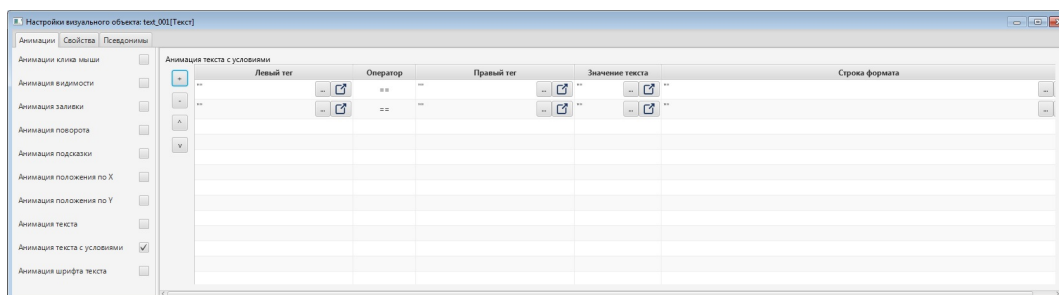 Настройки визуального объекта: text_001[Текст]
Анимации Свойства Псевдонимы
Анимации клика мыши
Анимация видимости
Анимация заливки
Анимация поворота
Анимация подсказки
Анимация положения по X
Анимация положения по Y
Анимация текста
Анимация текста с условиями
Анимация шрифта текста
Анимация текста с условиями
Левый тег Оператор Правый тег Значение текста Строка формата
+ "" ... == "" ... "" ... "" ...
- "" ... == "" ... "" ... "" ...
^
v